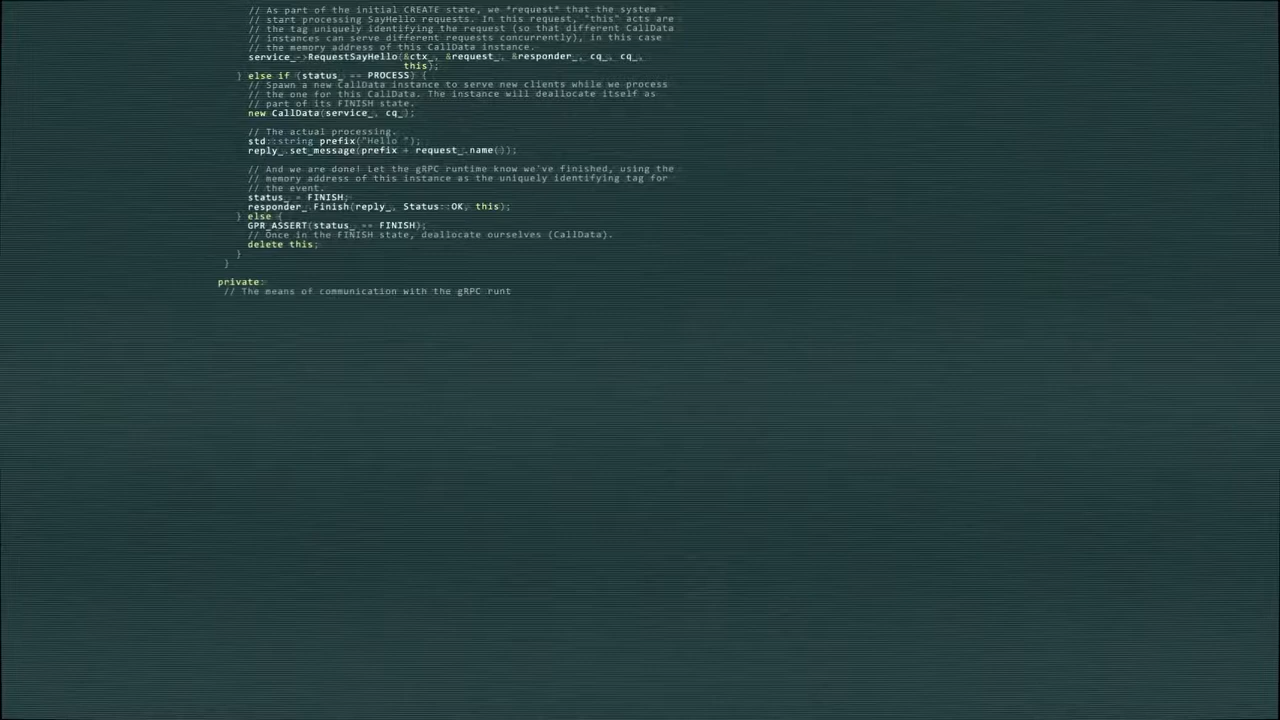 // As part of the initial CREATE state, we *request* that the system
// start processing SayHello requests. In this request, "this" acts are
// the tag uniquely identifying the request (so that different CallData
// instances can serve different requests concurrently), in this case
// the memory address of this CallData instance.
service_->RequestSayHello(&ctx_, &request_, &responder_, cq_, cq_,
this);
} else if (status_ == PROCESS) {
// Spawn a new CallData instance to serve new clients while we process
// the one for this CallData. The instance will deallocate itself as
// part of its FINISH state.
new CallData(service_, cq_);
// The actual processing.
std::string prefix("Hello ");
reply_.set_message(prefix + request_.name());
// And we are done! Let the gRPC runtime know we've finished, using the
// memory address of this instance as the uniquely identifying tag for
// the event.
status_ = FINISH;
responder_.Finish(reply_, Status::OK, this);
} else {
GPR_ASSERT(status_ == FINISH);
// Once in the FINISH state, deallocate ourselves (CallData).
delete this;
}
}
private:
// The means of communication with the gRPC runt